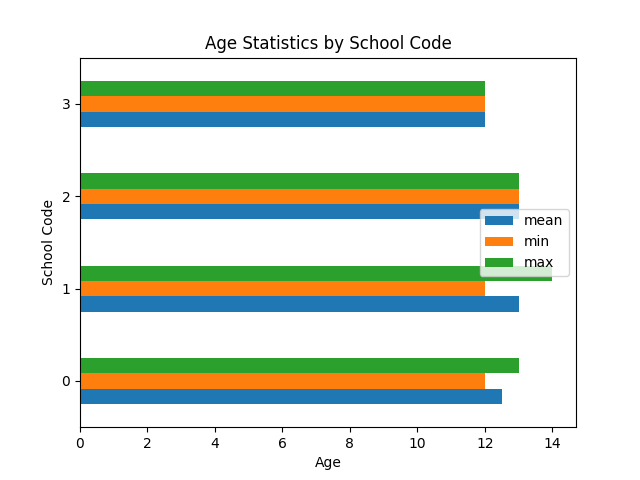 Age Statistics by School Code
School Code
3
2
1
0
mean
min
max
0 2 4 6 8 10 12 14
Age